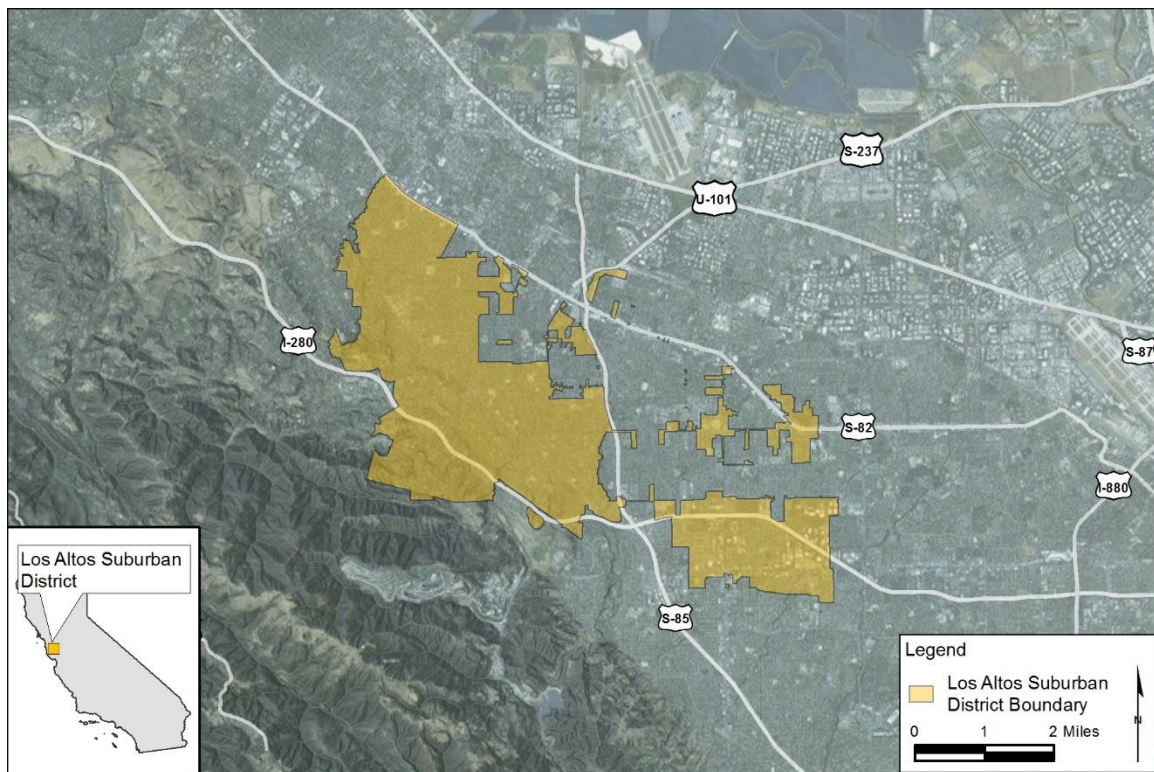 S-237
U-101
I-280
S-87
S-82
I-880
S-85
Los Altos Suburban
District
Legend
Los Altos Suburban
District Boundary
0 1 2 Miles
N